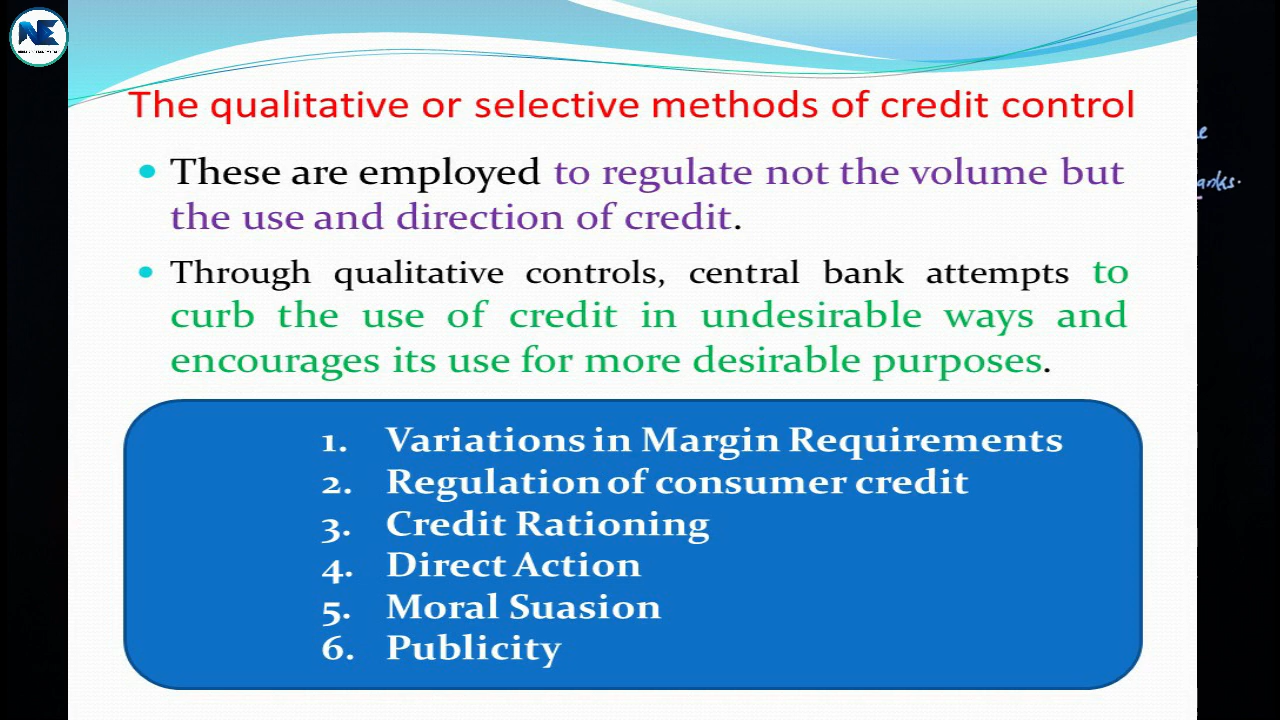 NE
The qualitative or selective methods of credit control
These are employed to regulate not the volume but
the use and direction of credit.
Through qualitative controls, central bank attempts to
curb the use of credit in undesirable ways and
encourages its use for more desirable purposes.
1. Variations in Margin Requirements
2. Regulation of consumer credit
3. Credit Rationing
4. Direct Action
5. Moral Suasion
6. Publicity